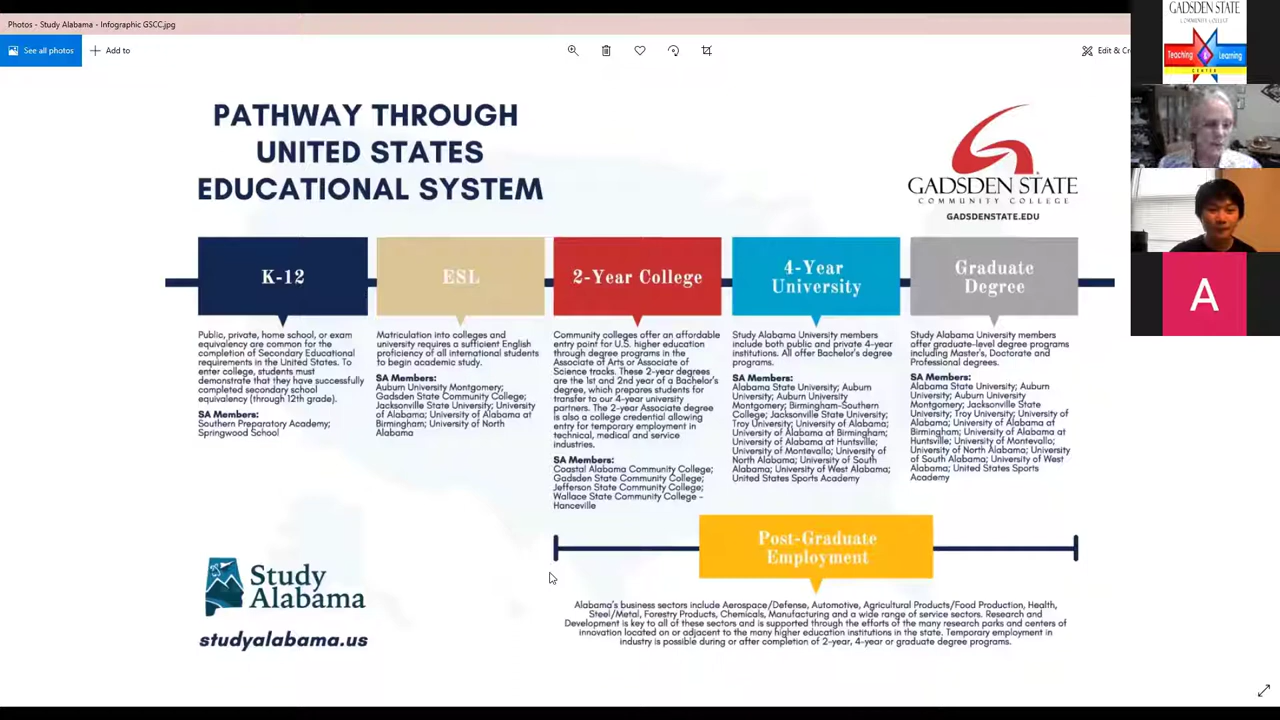 Photos - Study Alabama - Infographic GSCC.jpg
See all photos
Add to
Edit & Cr
GADSDEN STATE
COMMUNITY COLLEGE
Teaching & Learning
CENTER
PATHWAY THROUGH
UNITED STATES
EDUCATIONAL SYSTEM
GADSDEN STATE
COMMUNITY COLLEGE
GADSDENSTATE.EDU
K-12
Public, private, home school, or exam
equivalency are common for the
completion of Secondary Educational
requirements in the United States. To
enter college, students must
demonstrate that they have successfully
completed secondary school
equivalency (through 12th grade).
SA Members:
Southern Preparatory Academy;
Springwood School
ESL
Matriculation into colleges and
university requires a sufficient English
proficiency of all international students
to begin academic study.
SA Members:
Auburn University Montgomery;
Gadsden State Community College;
Jacksonville State University; University
of Alabama; University of Alabama at
Birmingham; University of North
Alabama
2-Year College
Community colleges offer an affordable
entry point for U.S. higher education
through degree programs in the
Associate of Arts or Associate of
Science tracks. These 2-year degrees
are the 1st and 2nd year of a Bachelor's
degree, which prepares students for
transfer to our 4-year university
partners. The 2-year Associate degree
is also a college credential allowing
entry for temporary employment in
technical, medical and service
industries.
SA Members:
Coastal Alabama Community College;
Gadsden State Community College;
Jefferson State Community College;
Wallace State Community College -
Hanceville
4-Year
University
Study Alabama University members
include both public and private 4-year
institutions. All offer Bachelor's degree
programs.
SA Members:
Alabama State University; Auburn
University; Auburn University
Montgomery; Birmingham-Southern
College; Jacksonville State University;
Troy University; University of Alabama;
University of Alabama at Birmingham;
University of Alabama at Huntsville;
University of Montevallo; University of
North Alabama; University of South
Alabama; University of West Alabama;
United States Sports Academy
Graduate
Degree
Study Alabama University members
offer graduate-level degree programs
including Master's, Doctorate and
Professional degrees.
SA Members:
Alabama State University; Auburn
University; Auburn University
Montgomery; Jacksonville State
University; Troy University; University of
Alabama; University of Alabama at
Birmingham; University of Alabama at
Huntsville; University of Montevallo;
University of North Alabama; University
of South Alabama; University of West
Alabama; United States Sports
Academy
A
Post-Graduate
Employment
Alabama's business sectors include Aerospace/Defense, Automotive, Agricultural Products/Food Production, Health,
Steel/Metal, Forestry Products, Chemicals, Manufacturing and a wide range of service sectors. Research and
Development is key to all of these sectors and is supported through the efforts of the many research parks and centers of
innovation located on or adjacent to the many higher education institutions in the state. Temporary employment in
industry is possible during or after completion of 2-year, 4-year or graduate degree programs.
Study
Alabama
studyalabama.us